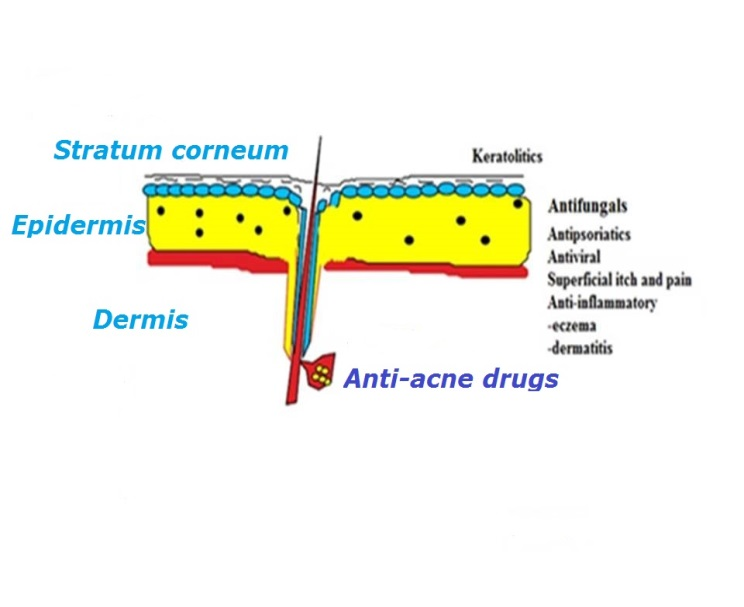 Stratum corneum
Keratolitics
Epidermis
Antifungals
Antipsoriatics
Antiviral
Superficial itch and pain
Anti-inflammatory
-eczema
-dermatitis
Dermis
Anti-acne drugs